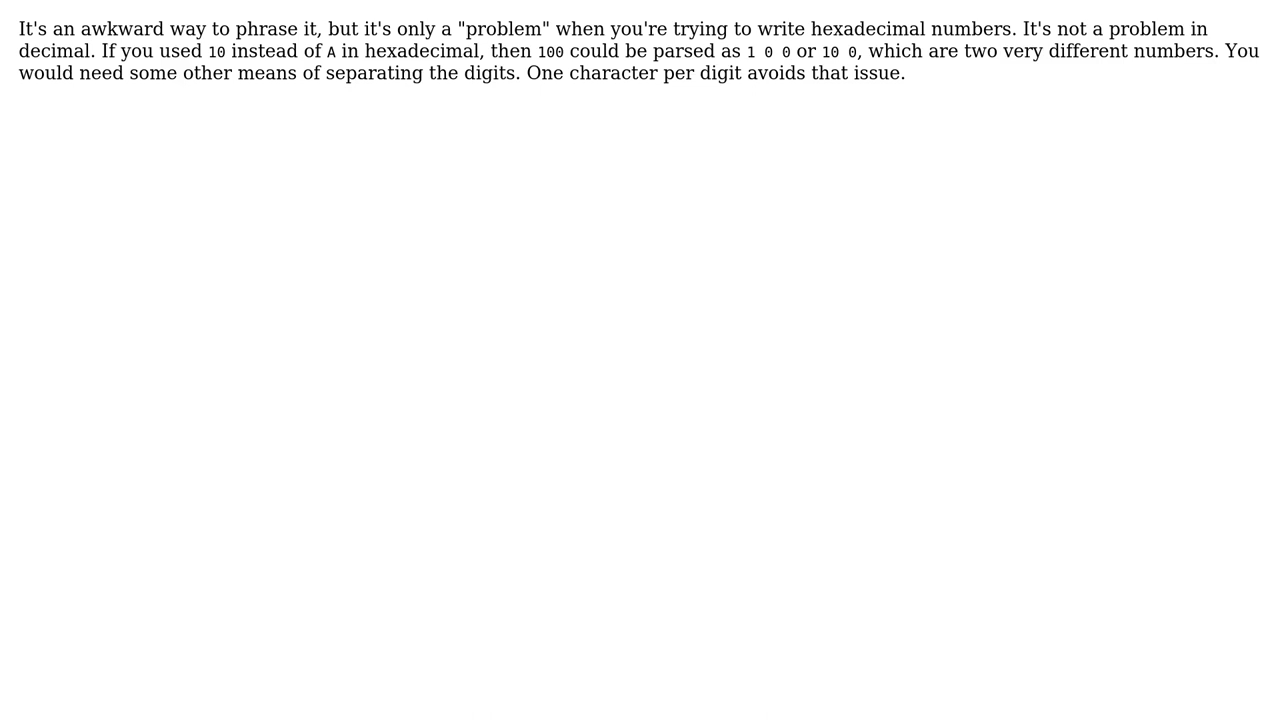 It's an awkward way to phrase it, but it's only a "problem" when you're trying to write hexadecimal numbers. It's not a problem in
decimal. If you used 10 instead of A in hexadecimal, then 100 could be parsed as 1 0 0 or 10 0, which are two very different numbers. You
would need some other means of separating the digits. One character per digit avoids that issue.